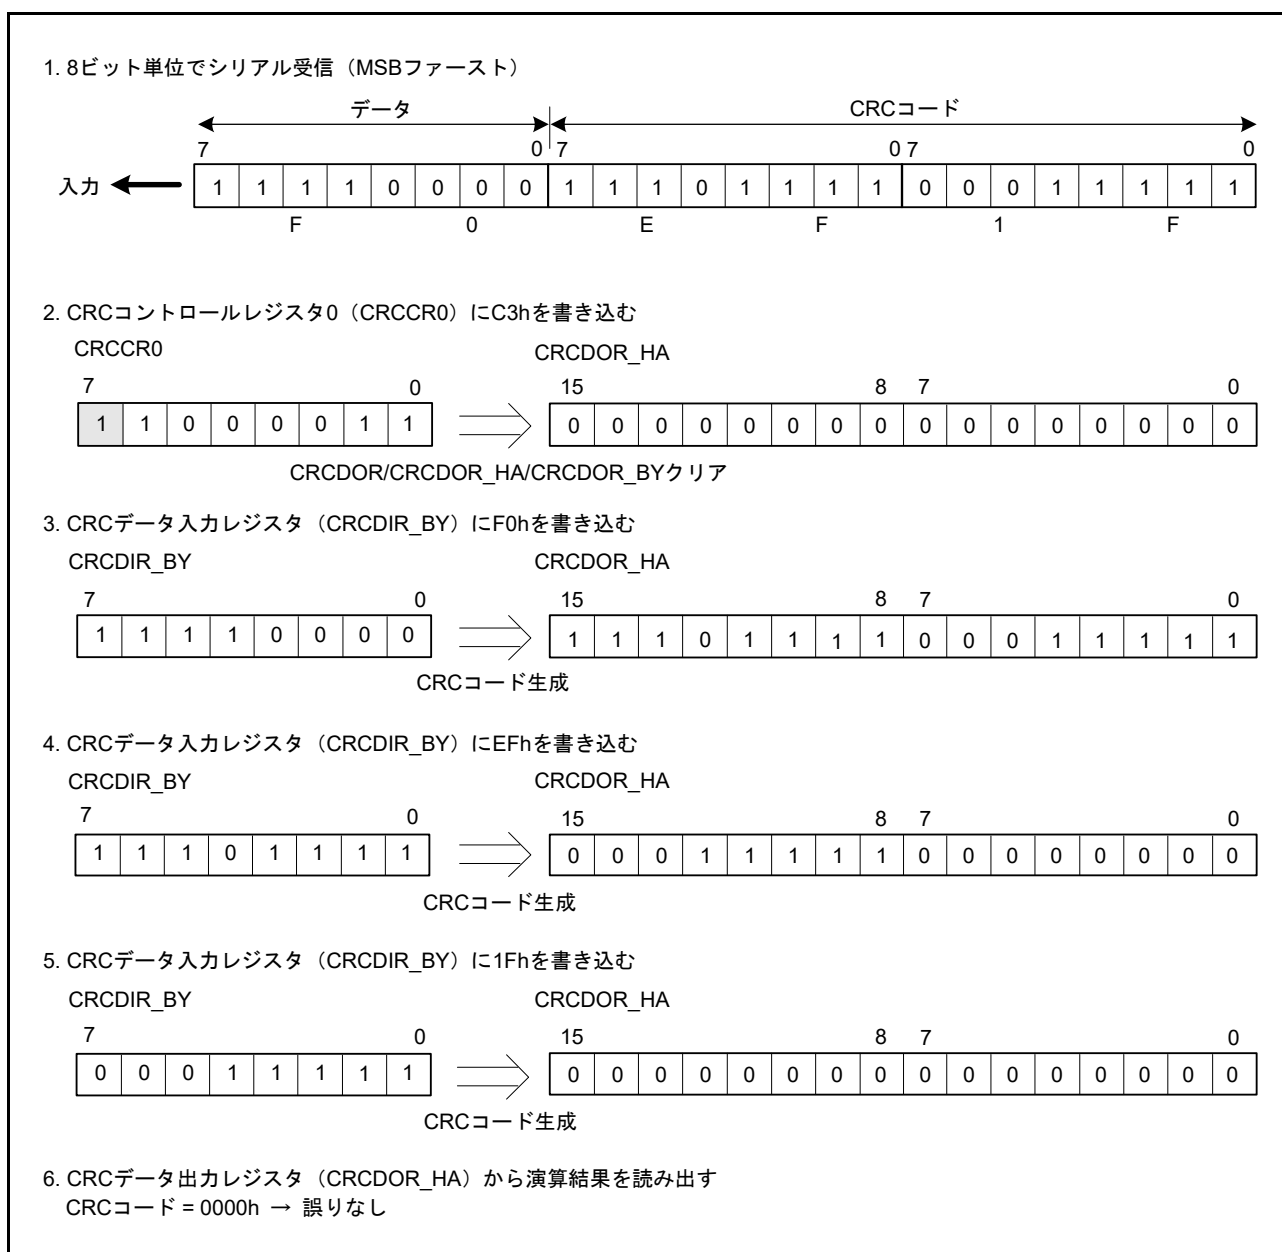 1. 8ビット単位でシリアル受信（MSBファースト）
データ CRCコード
7 0 7 0 7 0
入力 1 1 1 1 0 0 0 0 1 1 1 0 1 1 1 1 0 0 0 1 1 1 1 1
F 0 E F 1 F
2. CRCコントロールレジスタ0（CRCCR0）にC3hを書き込む
CRCCR0 CRCDOR_HA
7 0 15 8 7 0
1 1 0 0 0 0 1 1 0 0 0 0 0 0 0 0 0 0 0 0 0 0 0 0
CRCDOR/CRCDOR_HA/CRCDOR_BYクリア
3. CRCデータ入力レジスタ（CRCDIR_BY）にF0hを書き込む
CRCDIR_BY CRCDOR_HA
7 0 15 8 7 0
1 1 1 1 0 0 0 0 1 1 1 0 1 1 1 1 0 0 0 1 1 1 1 1
CRCコード生成
4. CRCデータ入力レジスタ（CRCDIR_BY）にEFhを書き込む
CRCDIR_BY CRCDOR_HA
7 0 15 8 7 0
1 1 1 0 1 1 1 1 0 0 0 1 1 1 1 1 0 0 0 0 0 0 0 0
CRCコード生成
5. CRCデータ入力レジスタ（CRCDIR_BY）に1Fhを書き込む
CRCDIR_BY CRCDOR_HA
7 0 15 8 7 0
0 0 0 1 1 1 1 1 0 0 0 0 0 0 0 0 0 0 0 0 0 0 0 0
CRCコード生成
6. CRCデータ出力レジスタ（CRCDOR_HA）から演算結果を読み出す
CRCコード = 0000h → 誤りなし